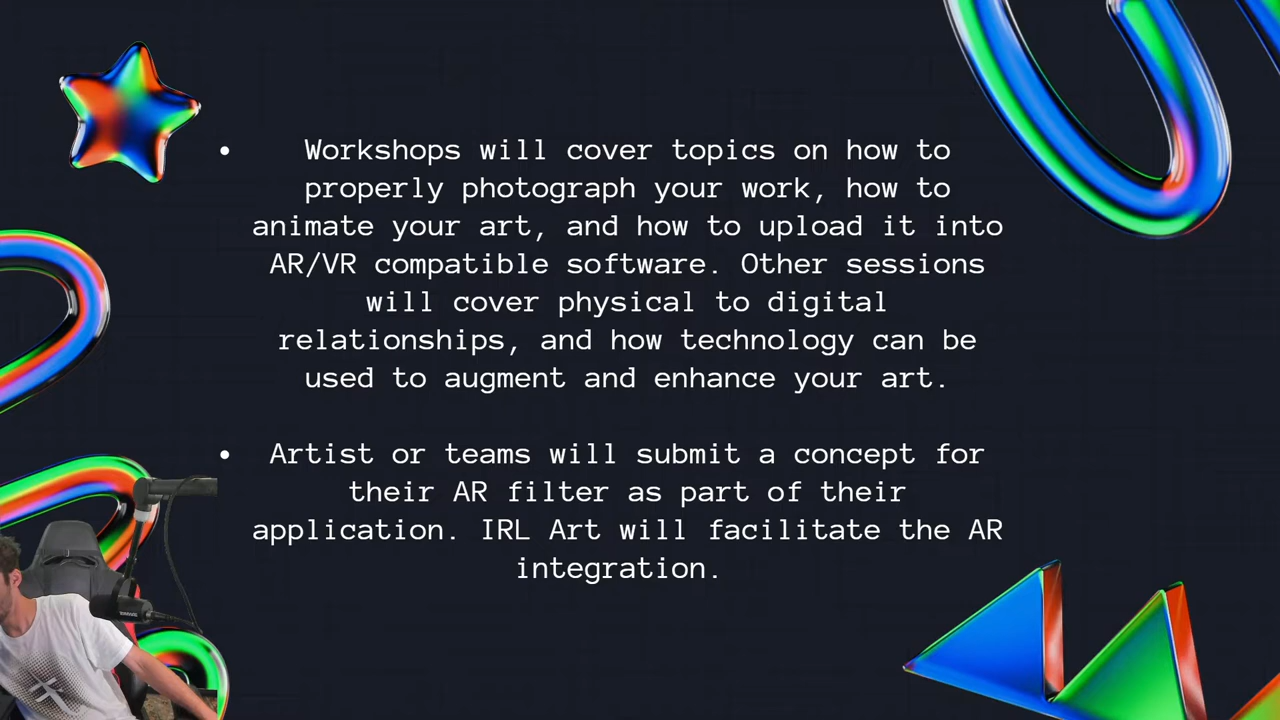 • Workshops will cover topics on how to
properly photograph your work, how to
animate your art, and how to upload it into
AR/VR compatible software. Other sessions
will cover physical to digital
relationships, and how technology can be
used to augment and enhance your art.
• Artist or teams will submit a concept for
their AR filter as part of their
application. IRL Art will facilitate the AR
integration.